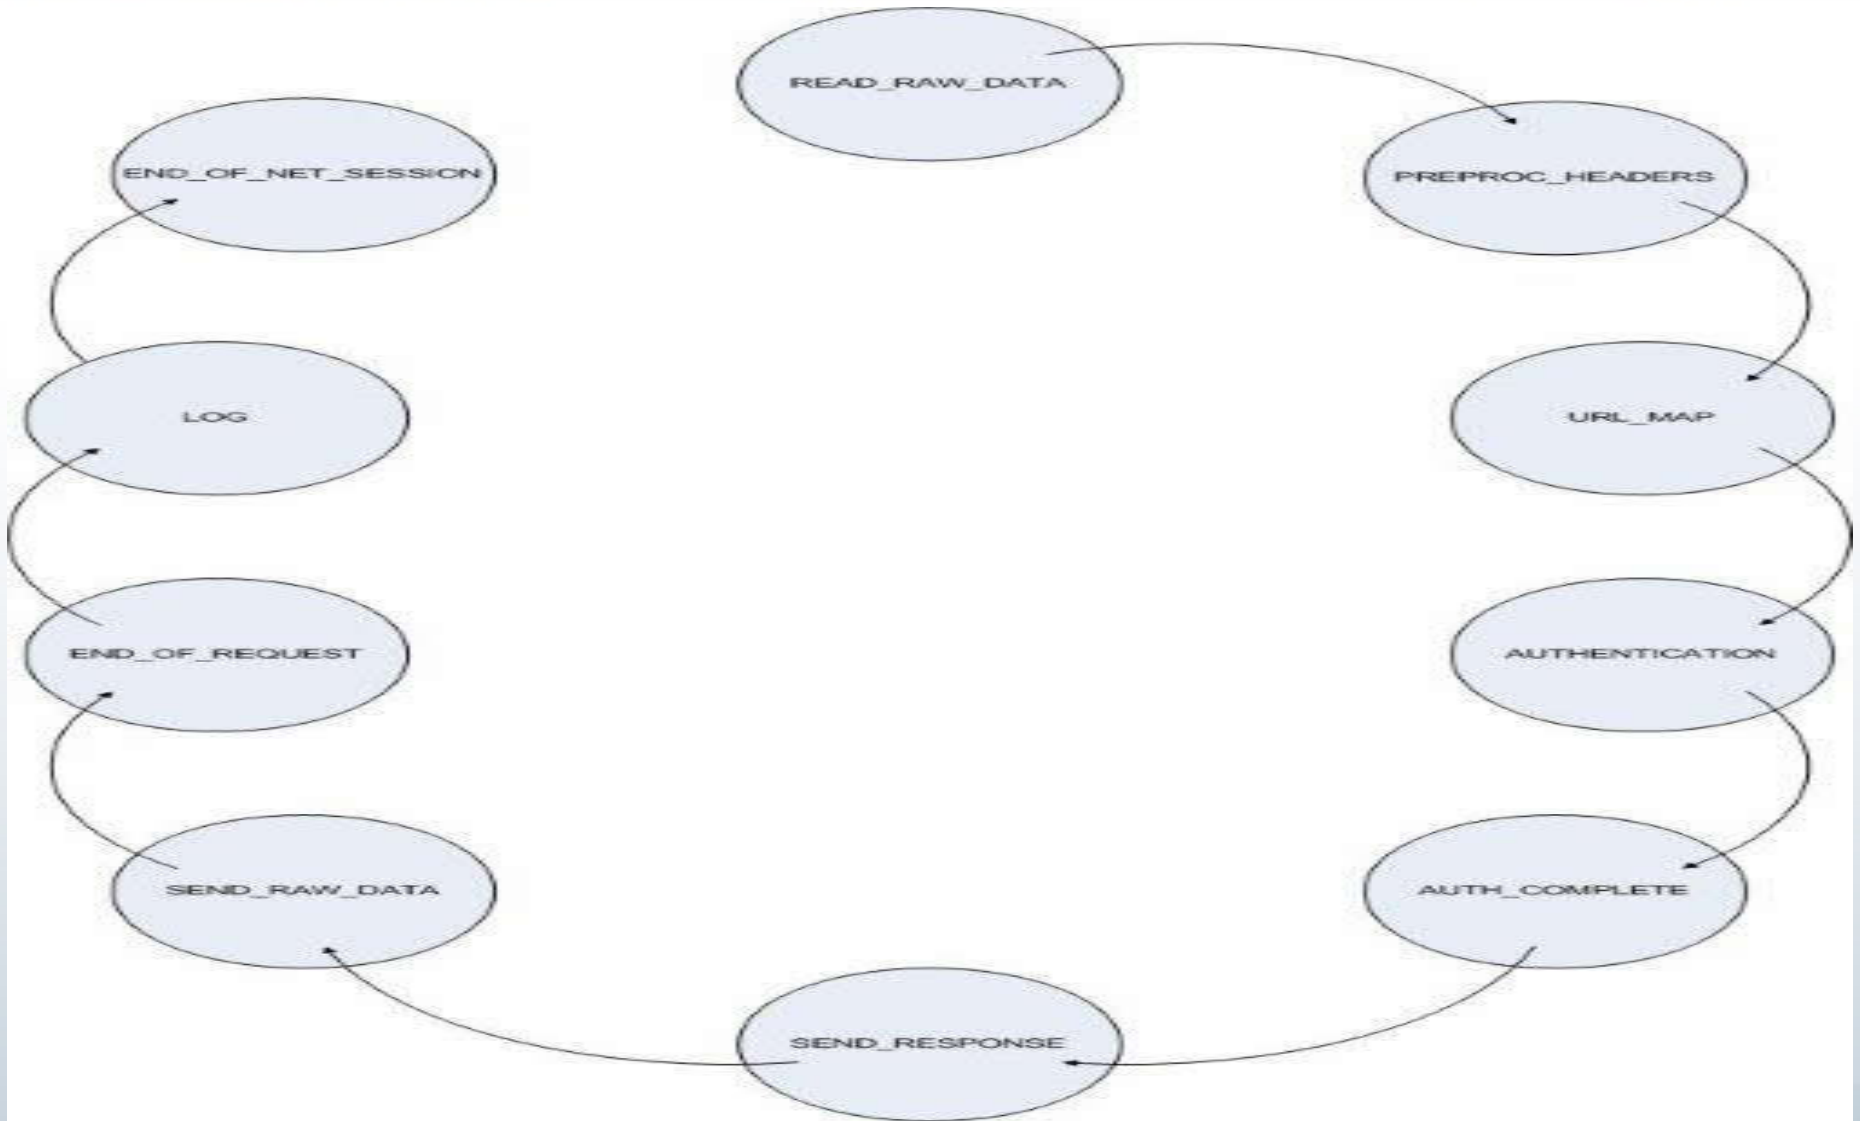 READ_RAW_DATA
PREPROC_HEADERS
URL_MAP
AUTHENTICATION
AUTH_COMPLETE
SEND_RESPONSE
SEND_RAW_DATA
END_OF_REQUEST
LOG
END_OF_NET_SESSION